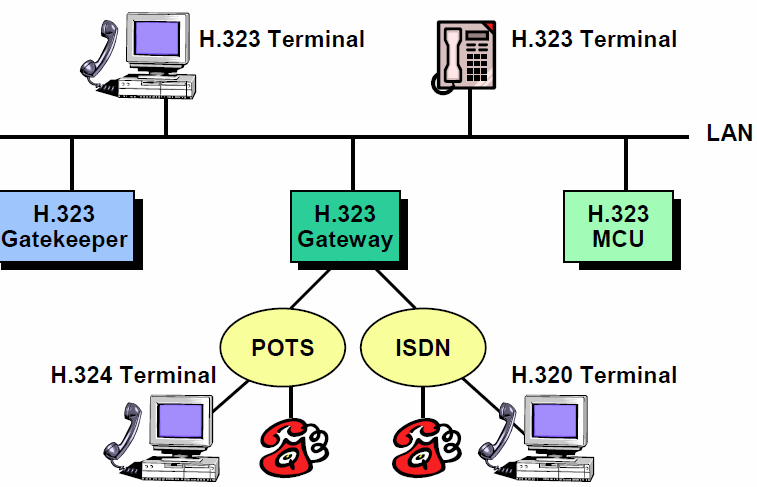 H.323 Terminal
H.323 Terminal
LAN
H.323
Gatekeeper
H.323
Gateway
H.323
MCU
POTS
ISDN
H.324 Terminal
H.320 Terminal